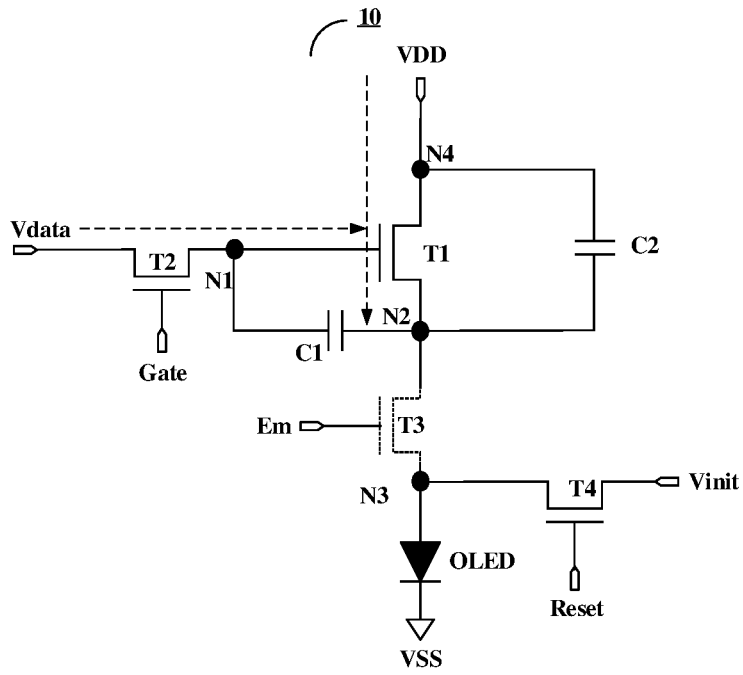 10
VDD
N4
Vdata
T2
N1
T1
C2
N2
C1
Gate
Em
T3
N3
T4
Vinit
OLED
Reset
VSS